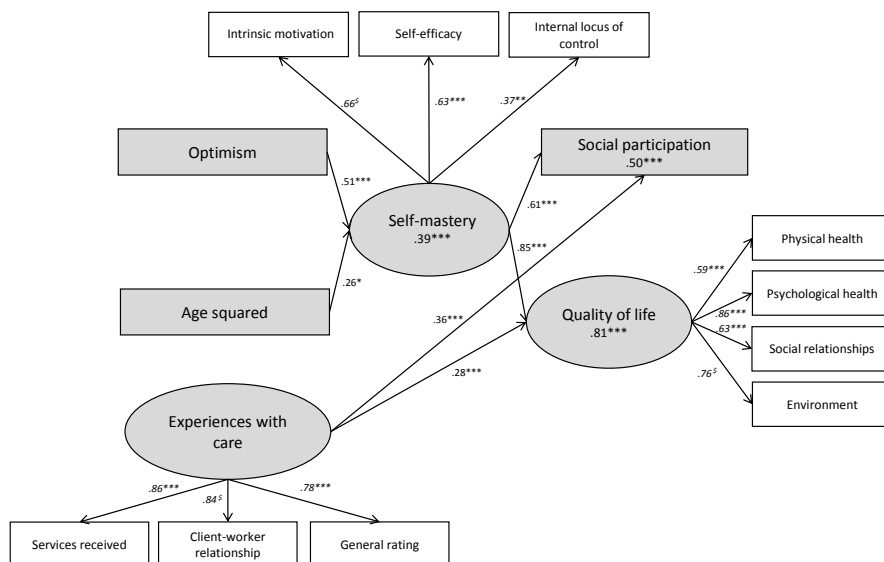 Intrinsic motivation
Self-efficacy
Internal locus of
control
.66$
.63***
.37**
Optimism
Social participation
.50***
.51***
Self-mastery
.39***
.61***
.85***
Physical health
.26*
.59***
Age squared
Quality of life
.81***
Psychological health
.86***
.63***
.36***
Social relationships
.28***
.76$
Environment
Experiences with
care
.86***
.84$
.78***
Services received
Client-worker
relationship
General rating